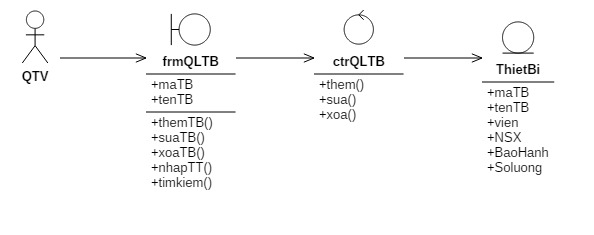 QTV
frmQLTB
+maTB
+tenTB
+themTB()
+suaTB()
+xoaTB()
+nhapTT()
+timkiem()
ctrQLTB
+them()
+sua()
+xoa()
ThietBi
+maTB
+tenTB
+vien
+NSX
+BaoHanh
+Soluong